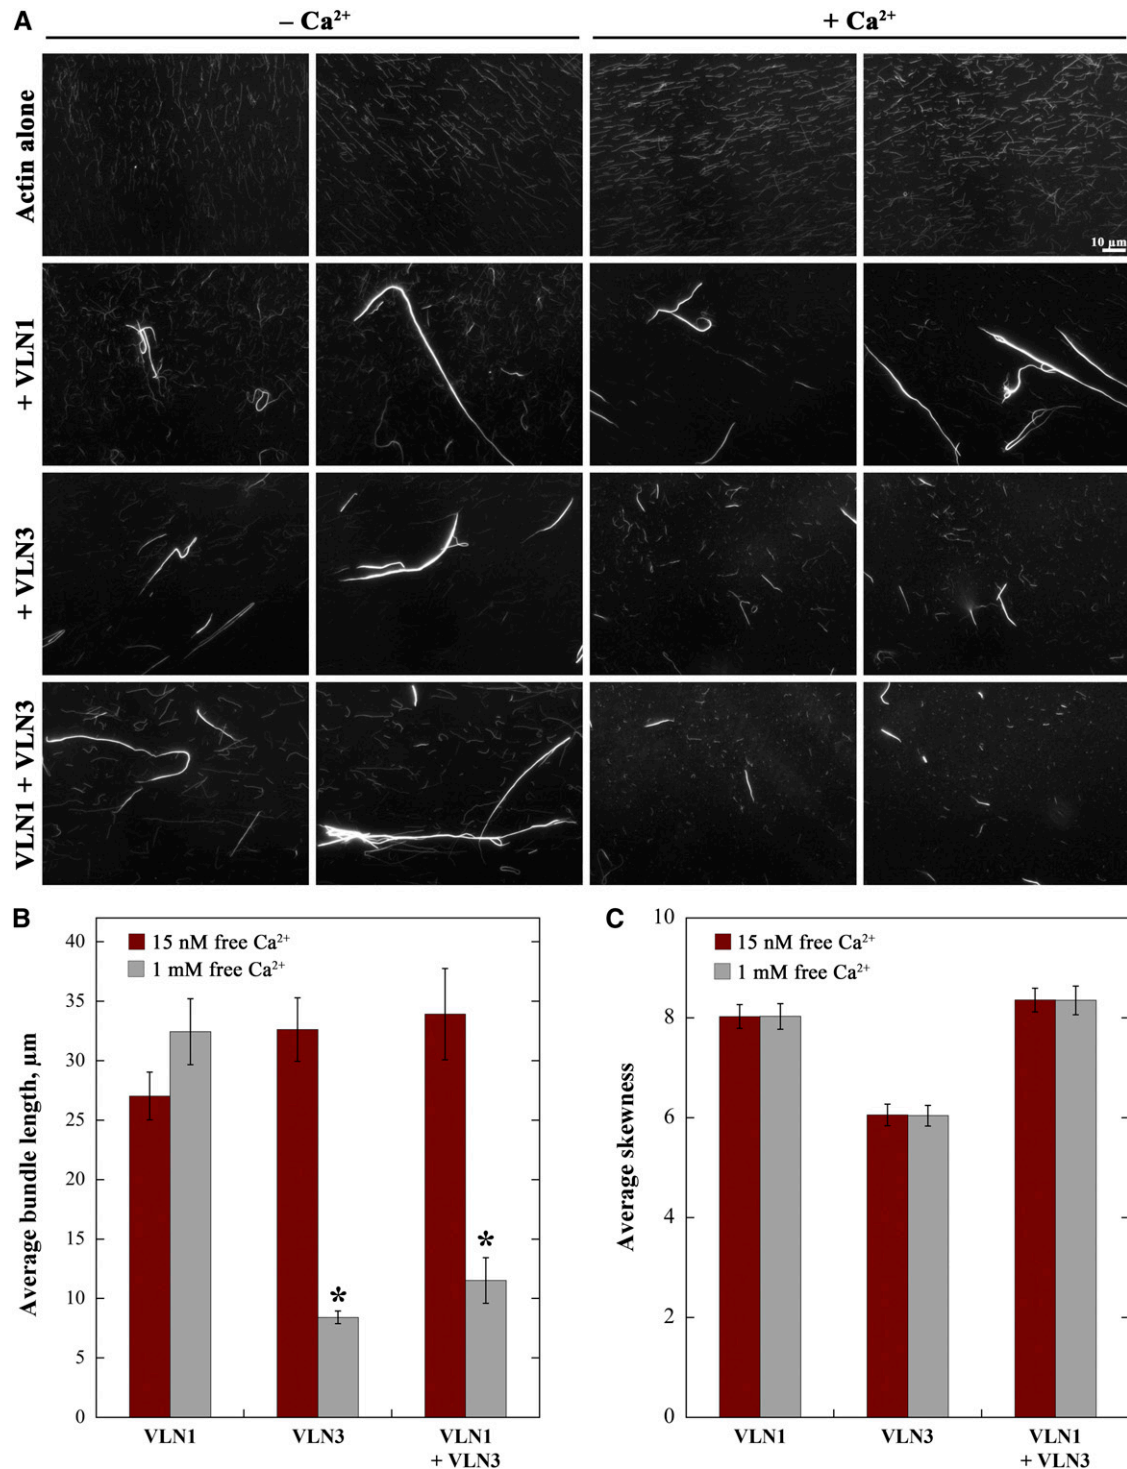 A
– Ca²⁺
+ Ca²⁺
Actin alone
10 µm
+ VLN1
+ VLN3
VLN1 + VLN3
B
15 nM free Ca²⁺
1 mM free Ca²⁺
Average bundle length, µm
40
35
30
25
20
15
10
5
0
*
*
VLN1
VLN3
VLN1
+ VLN3
C
15 nM free Ca²⁺
1 mM free Ca²⁺
Average skewness
10
8
6
4
2
0
VLN1
VLN3
VLN1
+ VLN3